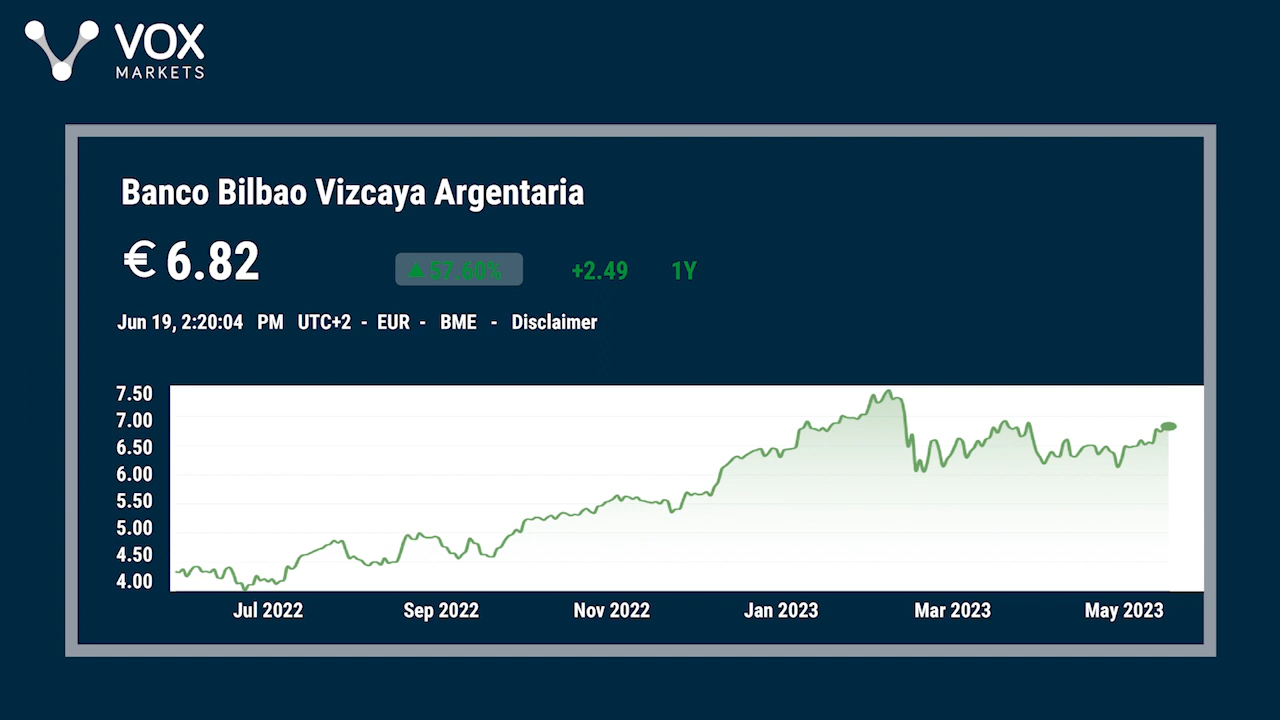 VOX
MARKETS
Banco Bilbao Vizcaya Argentaria
€ 6.82
▲ 57.60% +2.49 1Y
Jun 19, 2:20:04 PM UTC+2 - EUR - BME - Disclaimer
7.50
7.00
6.50
6.00
5.50
5.00
4.50
4.00
Jul 2022 Sep 2022 Nov 2022 Jan 2023 Mar 2023 May 2023